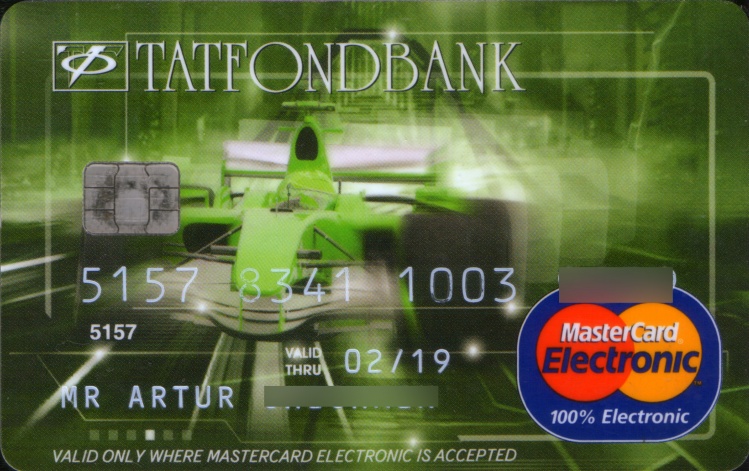 TATFONDBANK
5157 8341 1003
5157
VALID THRU 02/19
MR ARTUR
MasterCard
Electronic
100% Electronic
VALID ONLY WHERE MASTERCARD ELECTRONIC IS ACCEPTED